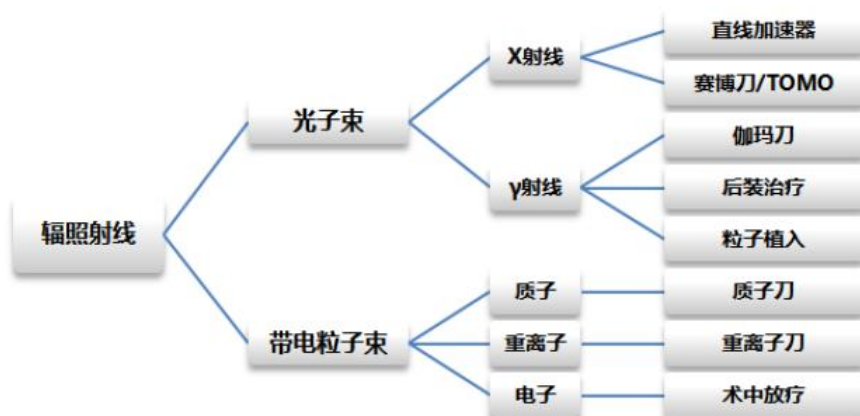 辐照射线
光子束
X射线
直线加速器
赛博刀/TOMO
γ射线
伽玛刀
后装治疗
粒子植入
带电粒子束
质子
质子刀
重离子
重离子刀
电子
术中放疗